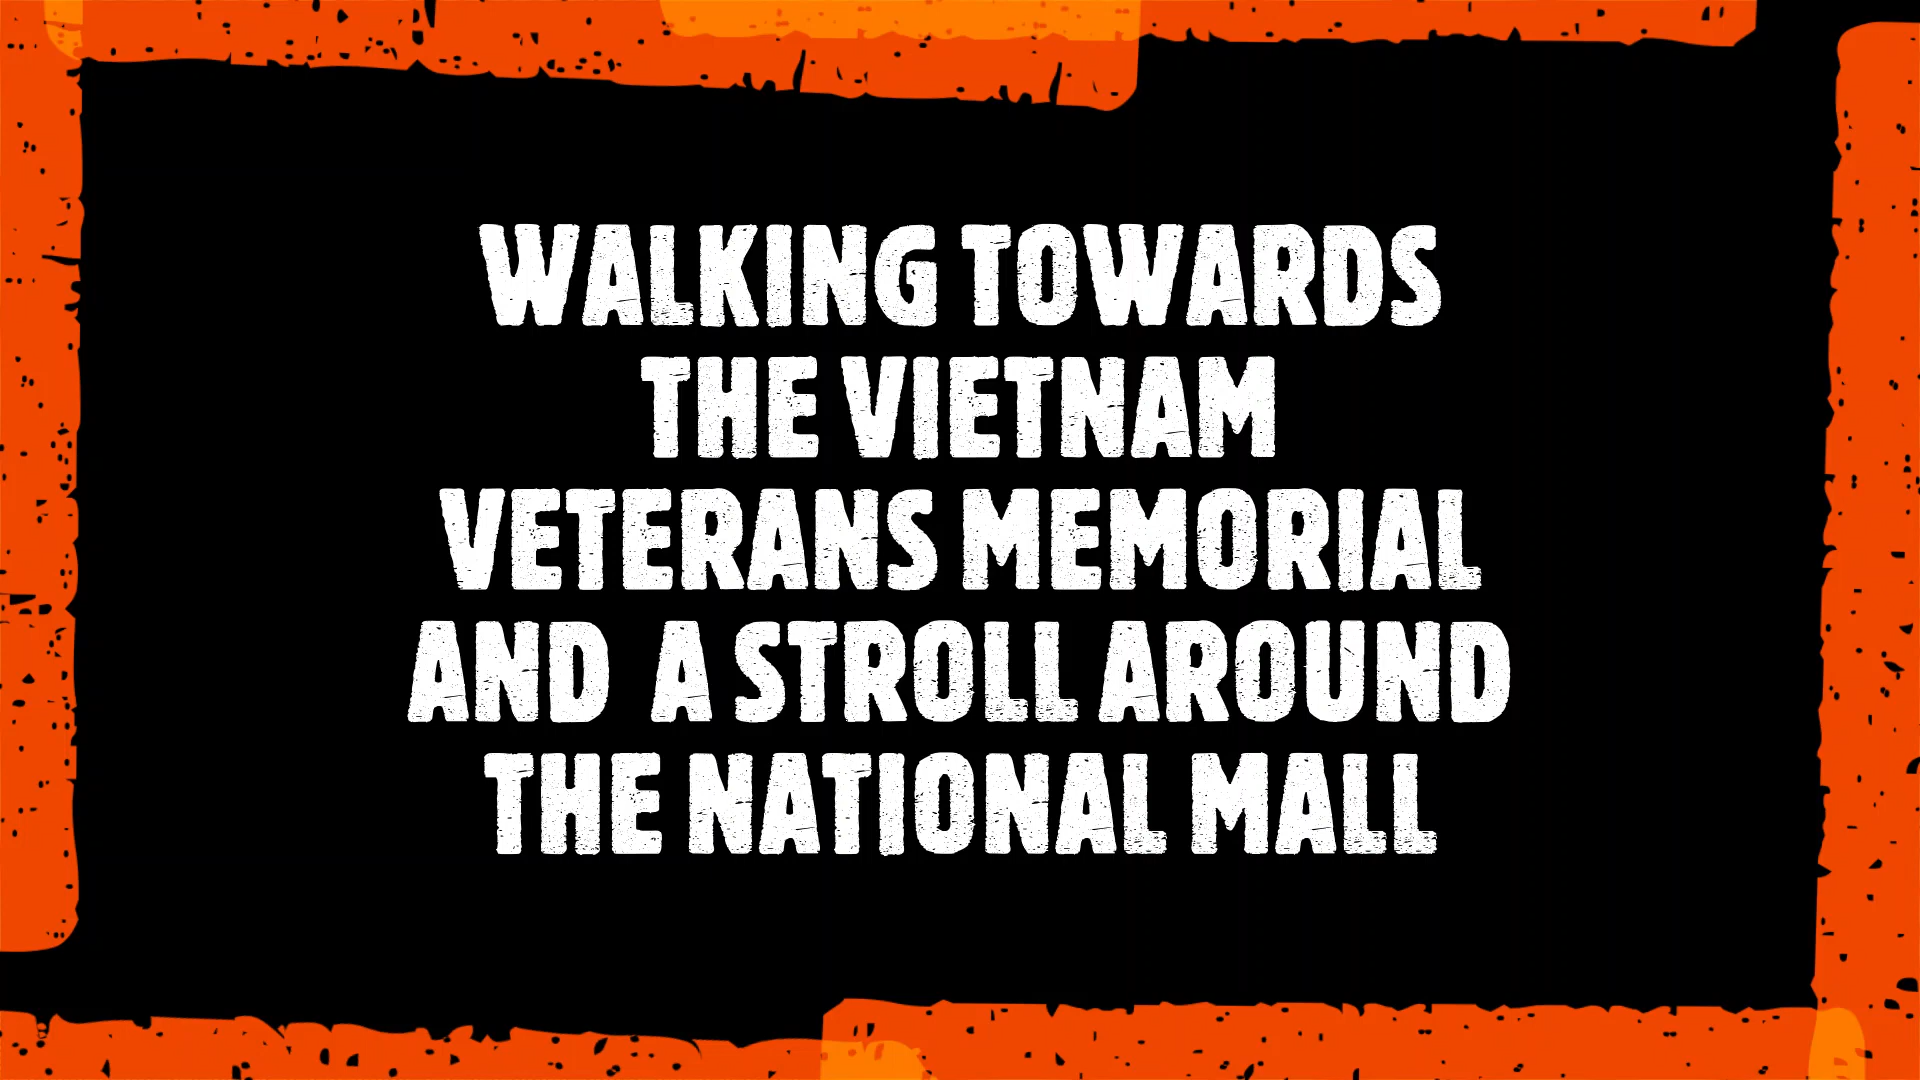 WALKING TOWARDS
THE VIETNAM
VETERANS MEMORIAL
AND A STROLL AROUND
THE NATIONAL MALL